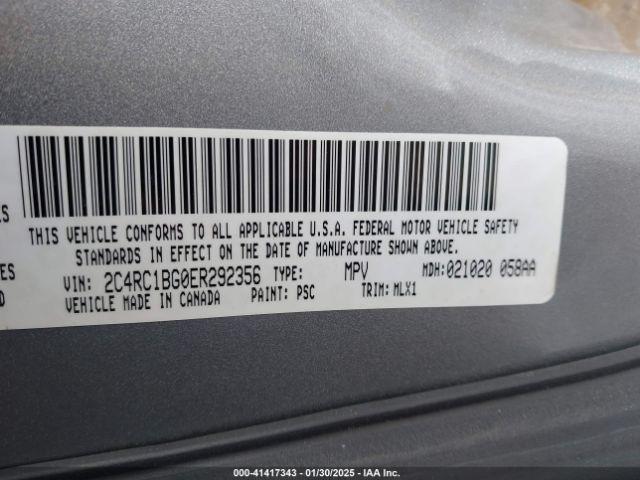 THIS VEHICLE CONFORMS TO ALL APPLICABLE U.S.A. FEDERAL MOTOR VEHICLE SAFETY
STANDARDS IN EFFECT ON THE DATE OF MANUFACTURE SHOWN ABOVE.
VIN: 2C4RC1BG0ER292356 TYPE: MPV MDH:021020 058AA
VEHICLE MADE IN CANADA PAINT: PSC TRIM:MLX1
000-41417343 / 01/30/2025 - IAA Inc.